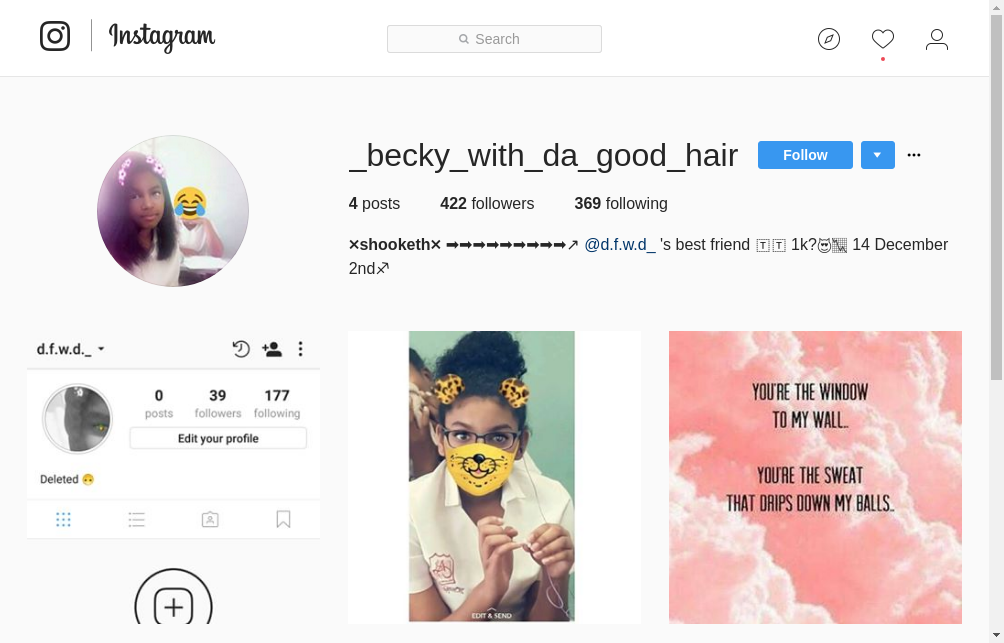 Instagram
Search
_becky_with_da_good_hair
Follow
4 posts
422 followers
369 following
×shooketh× ➡➡➡➡➡➡➡➡➡↗ @d.f.w.d_ 's best friend 🇹🇹 1k?😈🎆 14 December
2nd♐
d.f.w.d._
0
39
177
posts
followers
following
Edit your profile
Deleted
EDIT & SEND
YOU'RE THE WINDOW
TO MY WALL..
YOU'RE THE SWEAT
THAT DRIPS DOWN MY BALLS..